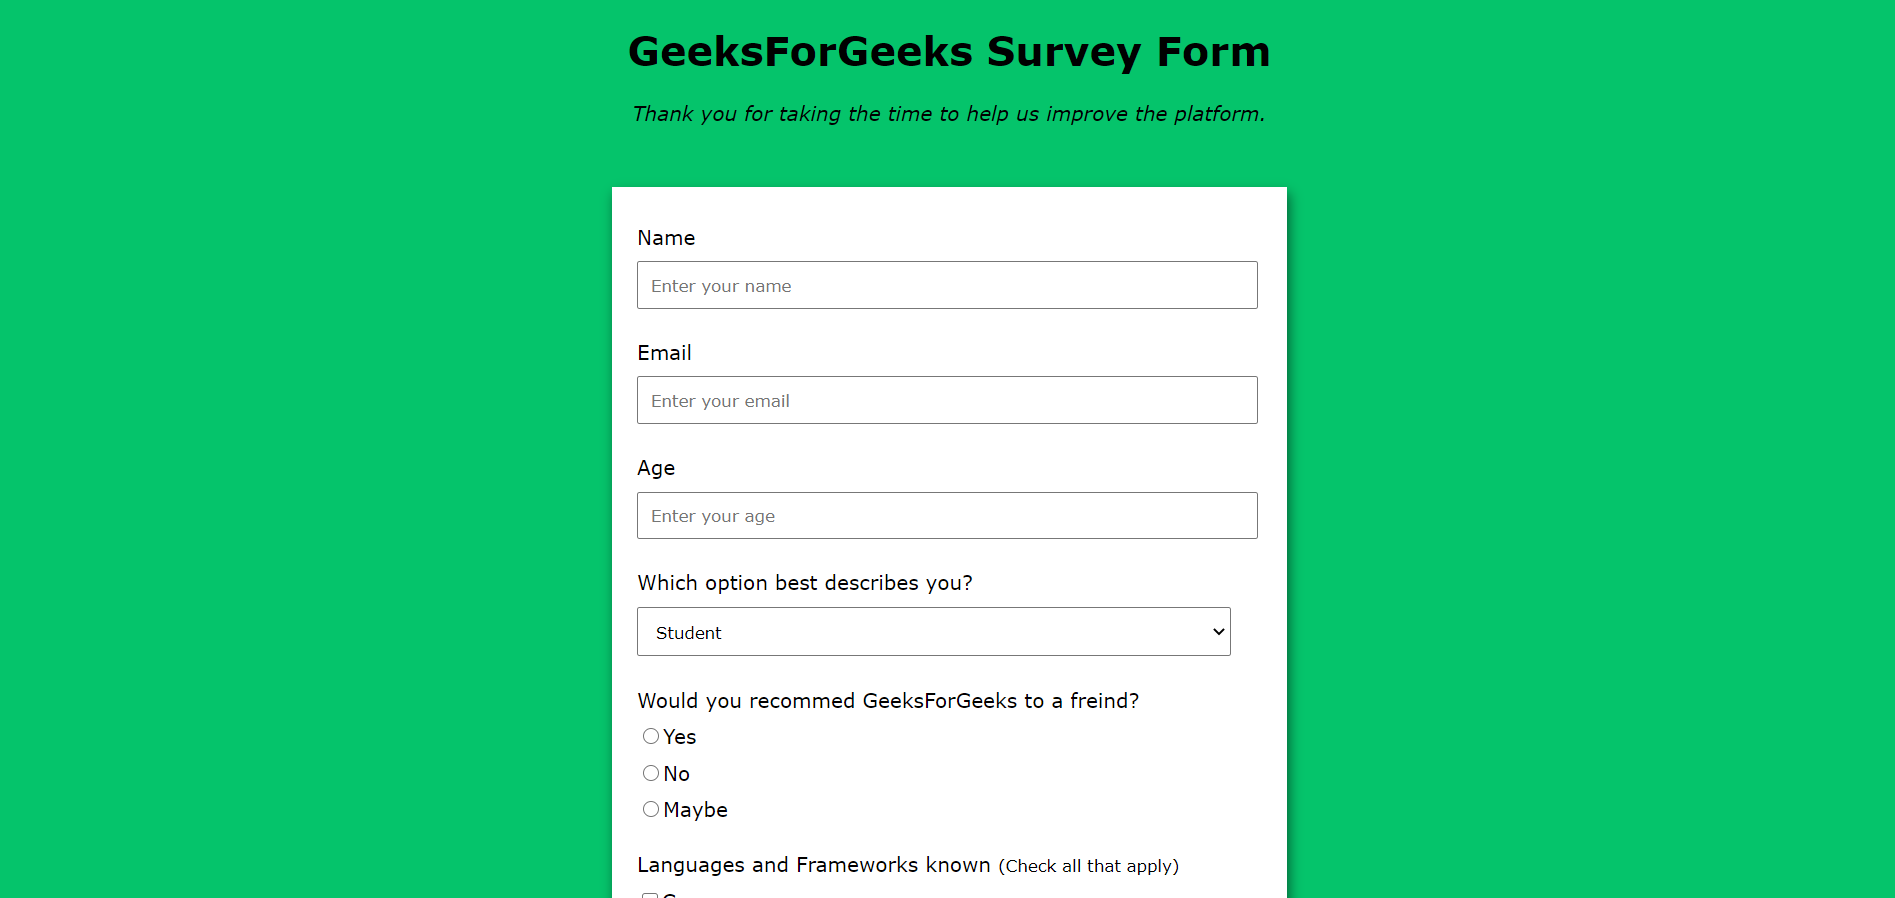 GeeksForGeeks Survey Form
Thank you for taking the time to help us improve the platform.
Name
Enter your name
Email
Enter your email
Age
Enter your age
Which option best describes you?
Student
Would you recommed GeeksForGeeks to a freind?
Yes
No
Maybe
Languages and Frameworks known (Check all that apply)